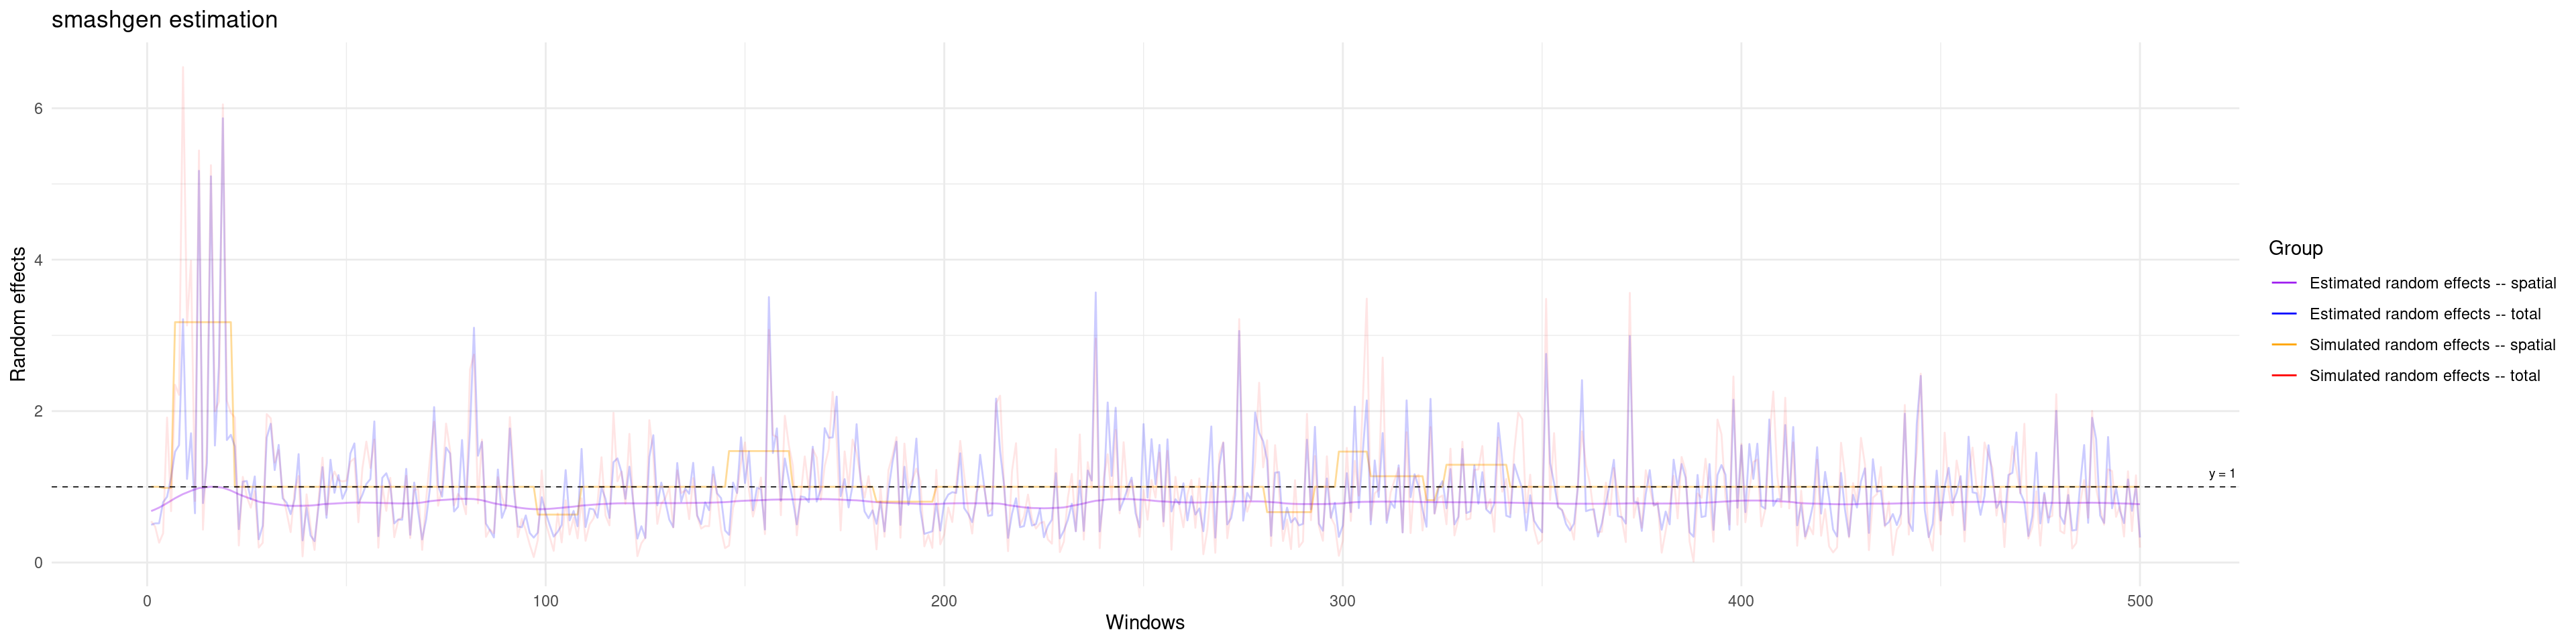 smashgen estimation
Random effects
6
4
2
0
y = 1
0
100
200
300
400
500
Windows
Group
Estimated random effects -- spatial
Estimated random effects -- total
Simulated random effects -- spatial
Simulated random effects -- total